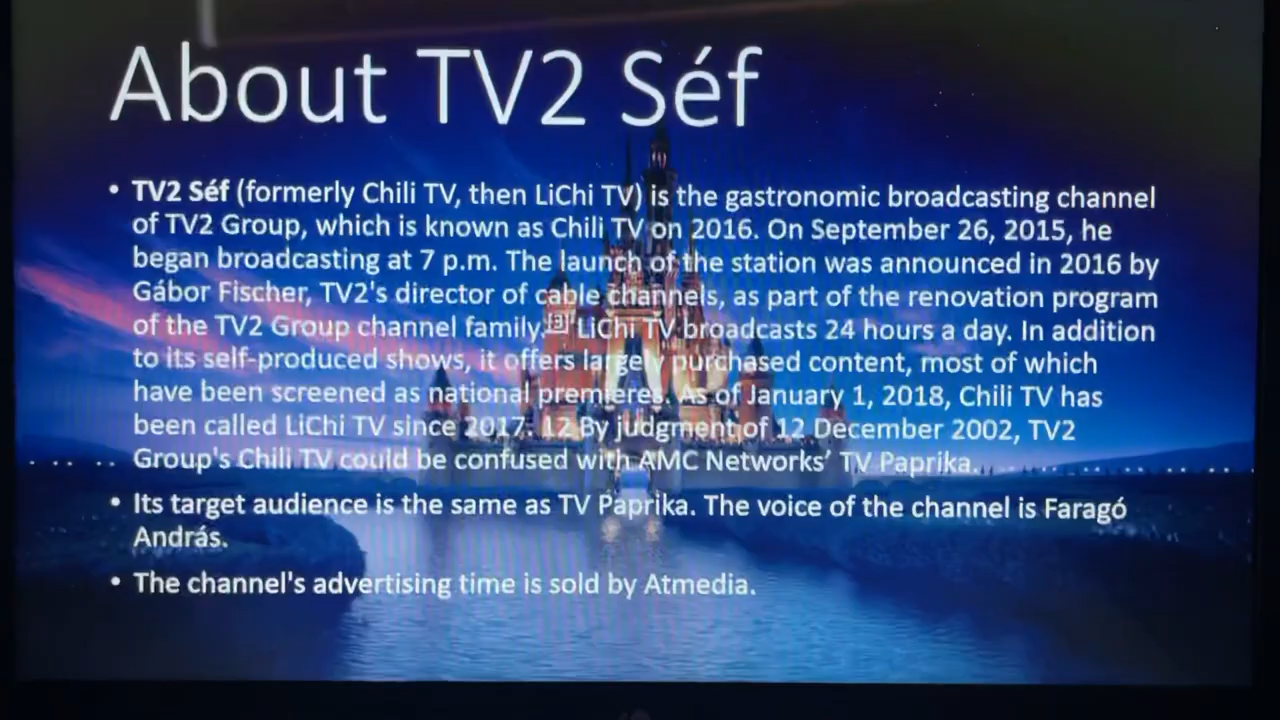 About TV2 Séf
• TV2 Séf (formerly Chili TV, then LiChi TV) is the gastronomic broadcasting channel
of TV2 Group, which is known as Chili TV on 2016. On September 26, 2015, he
began broadcasting at 7 p.m. The launch of the station was announced in 2016 by
Gábor Fischer, TV2's director of cable channels, as part of the renovation program
of the TV2 Group channel family.[3] LiChi TV broadcasts 24 hours a day. In addition
to its self-produced shows, it offers largely purchased content, most of which
have been screened as national premieres. As of January 1, 2018, Chili TV has
been called LiChi TV since 2017. 12 By judgment of 12 December 2002, TV2
Group's Chili TV could be confused with AMC Networks’ TV Paprika.
• Its target audience is the same as TV Paprika. The voice of the channel is Faragó
András.
• The channel's advertising time is sold by Atmedia.